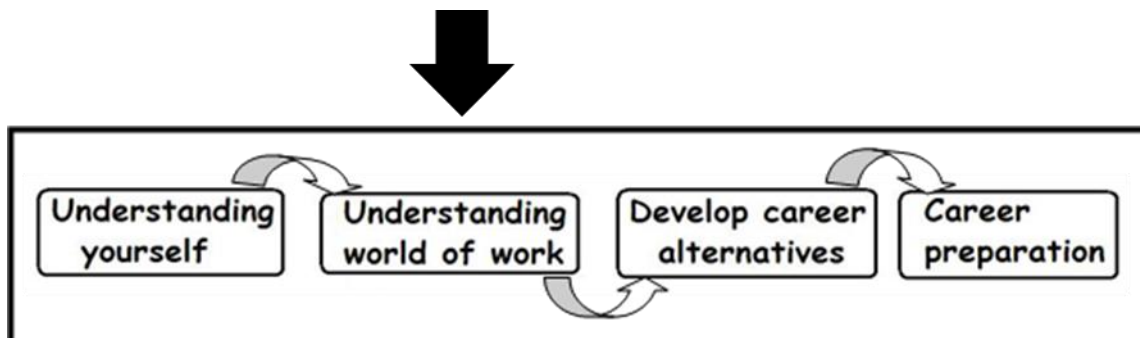 Understanding
yourself
Understanding
world of work
Develop career
alternatives
Career
preparation